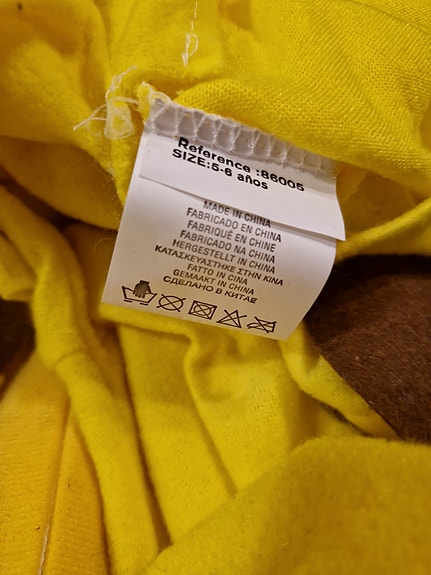 Reference :86005
SIZE:5-6 años
MADE IN CHINA
FABRICADO EN CHINA
FABRIQUÉ EN CHINE
FABRICADO NA CHINA
HERGESTELLT IN CHINA
ΚΑΤΑΣΚΕΥΑΣΤΗΚΕ ΣΤΗΝ ΚΙΝΑ
FATTO IN CINA
GEMAAKT IN CHINA
СДЕЛАНО В КИТАЕ